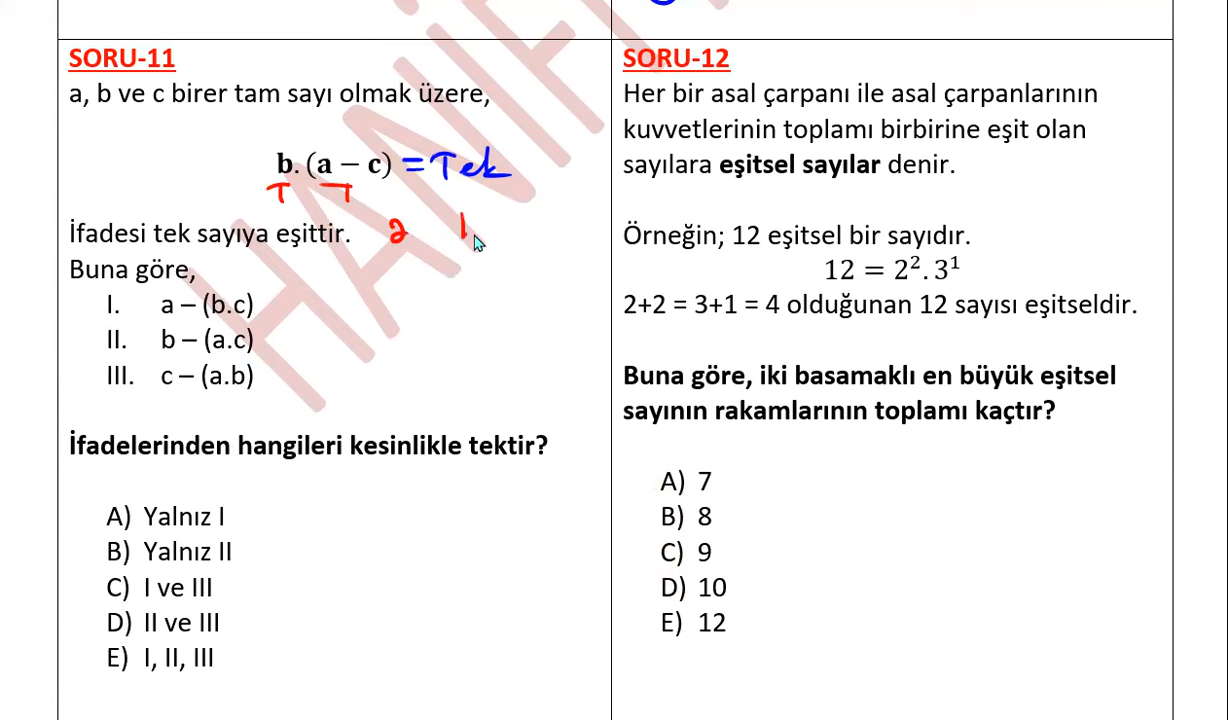 SORU-11
a, b ve c birer tam sayı olmak üzere,
b. (a − c) = Tek
T T
İfadesi tek sayıya eşittir. a b
Buna göre,
I. a – (b.c)
II. b – (a.c)
III. c – (a.b)
İfadelerinden hangileri kesinlikle tektir?
A) Yalnız I
B) Yalnız II
C) I ve III
D) II ve III
E) I, II, III
SORU-12
Her bir asal çarpanı ile asal çarpanlarının
kuvvetlerinin toplamı birbirine eşit olan
sayılara eşitsel sayılar denir.
Örneğin; 12 eşitsel bir sayıdır.
12 = 2². 3¹
2+2 = 3+1 = 4 olduğunan 12 sayısı eşitseldir.
Buna göre, iki basamaklı en büyük eşitsel
sayının rakamlarının toplamı kaçtır?
A) 7
B) 8
C) 9
D) 10
E) 12
HANİF